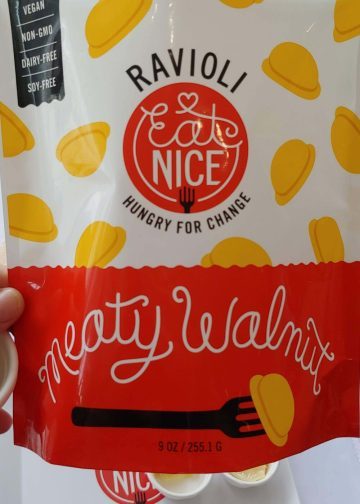 VEGAN
NON-GMO
DAIRY-FREE
SOY-FREE
RAVIOLI
Eat
NICE
HUNGRY FOR CHANGE
Meaty Walnut
9 OZ / 255.1 G
NICE